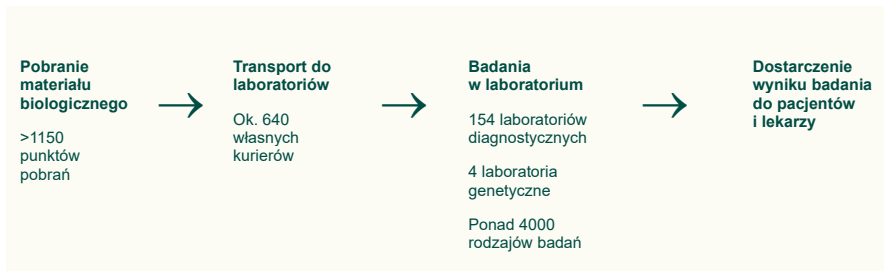 Pobranie
materiału
biologicznego
>1150
punktów
pobrań
Transport do
laboratoriów
Ok. 640
własnych
kurierów
Badania
w laboratorium
154 laboratoriów
diagnostycznych
4 laboratoria
genetyczne
Ponad 4000
rodzajów badań
Dostarczenie
wyniku badania
do pacjentów
i lekarzy